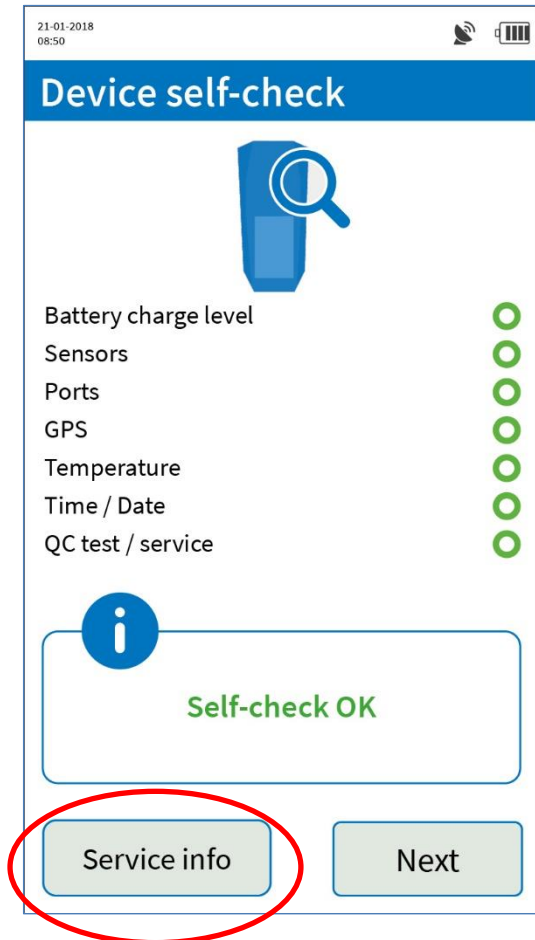 21-01-2018
08:50
Device self-check
Battery charge level
Sensors
Ports
GPS
Temperature
Time / Date
QC test / service
i
Self-check OK
Service info
Next